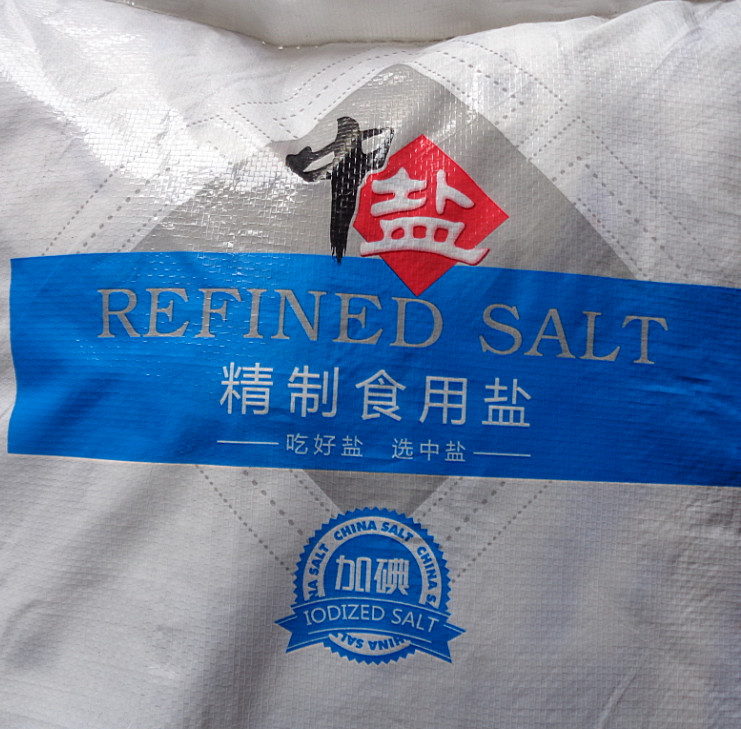 中盐
REFINED SALT
精制食用盐
吃好盐 选中盐
CHINA SALT
加碘
IODIZED SALT